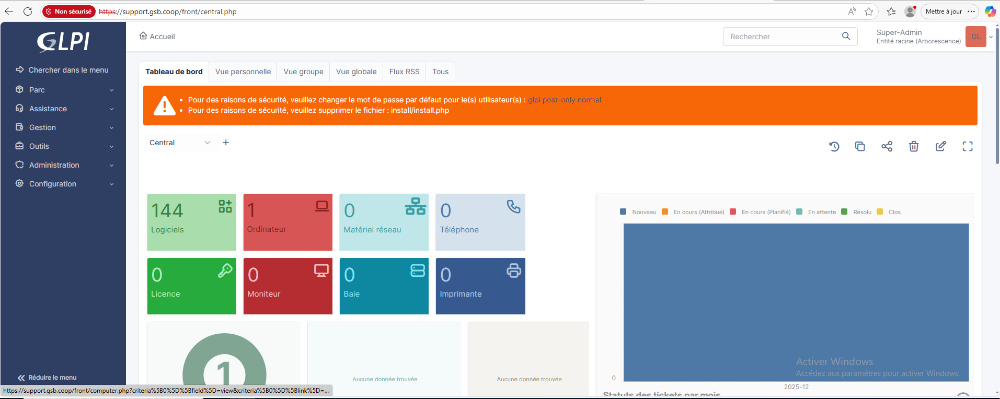 Non sécurisé
https://support.gsb.coop/front/central.php
Mettre à jour
GLPI
Accueil
Rechercher
Super-Admin
Entité racine (Arborescence)
GL
Chercher dans le menu
Parc
Assistance
Gestion
Outils
Administration
Configuration
Réduire le menu
Tableau de bord
Vue personnelle
Vue groupe
Vue globale
Flux RSS
Tous
Pour des raisons de sécurité, veuillez changer le mot de passe par défaut pour le(s) utilisateur(s) : glpi post-only normal
Pour des raisons de sécurité, veuillez supprimer le fichier : install/install.php
Central
144
Logiciels
1
Ordinateur
0
Matériel réseau
0
Téléphone
0
Licence
0
Moniteur
0
Baie
0
Imprimante
1
Aucune donnée trouvée
Aucune donnée trouvée
Nouveau
En cours (Attribué)
En cours (Planifié)
En attente
Résolu
Clos
0
2025-12
Statuts des tickets par mois
Activer Windows
Accédez aux paramètres pour activer Windows.
https://support.gsb.coop/front/computer.php?criteria%5B0%5D%5Bfield%5D=view&criteria%5B0%5D%5Blink%5D=...